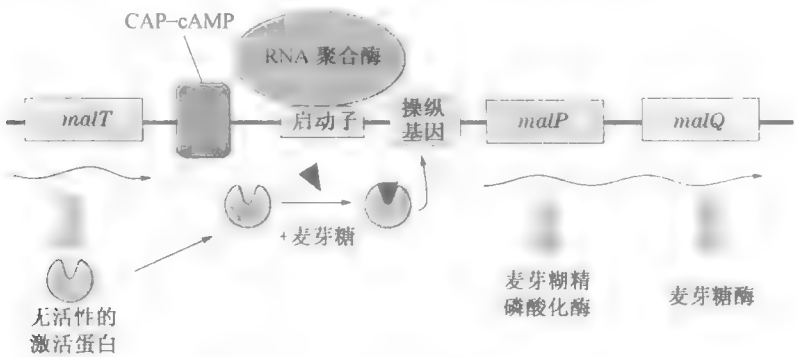 CAP-cAMP
RNA 聚合酶
malT
启动子
操纵
基因
malP
malQ
+麦芽糖
无活性的
激活蛋白
麦芽糊精
磷酸化酶
麦芽糖酶